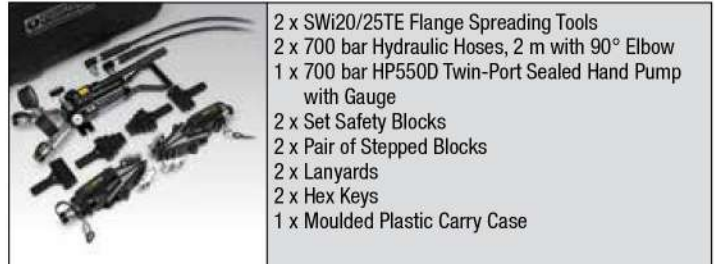 2 x SWi20/25TE Flange Spreading Tools
2 x 700 bar Hydraulic Hoses, 2 m with 90° Elbow
1 x 700 bar HP550D Twin-Port Sealed Hand Pump
with Gauge
2 x Set Safety Blocks
2 x Pair of Stepped Blocks
2 x Lanyards
2 x Hex Keys
1 x Moulded Plastic Carry Case